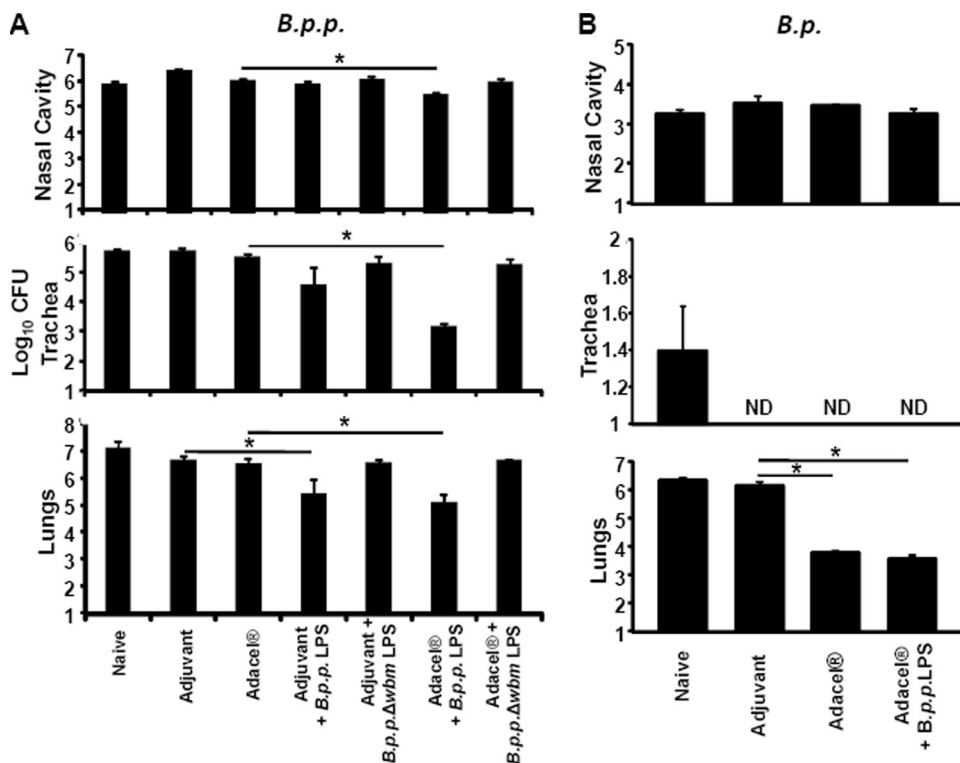 A
B.p.p.
7
6
5
4
3
2
1
Nasal Cavity
*
6
5
4
3
2
1
Log10 CFU
Trachea
*
8
7
6
5
4
3
2
1
Lungs
*
*
Naive
Adjuvant
Adacel®
Adjuvant
+ B.p.p. LPS
Adjuvant +
B.p.p.Δwbm LPS
Adacel®
+ B.p.p. LPS
Adacel® +
B.p.p.Δwbm LPS
B
B.p.
5
4
3
2
1
Nasal Cavity
2
1.8
1.6
1.4
1.2
1
Trachea
ND
ND
ND
7
6
5
4
3
2
1
Lungs
*
*
Naive
Adjuvant
Adacel®
Adacel®
+ B.p.p.LPS